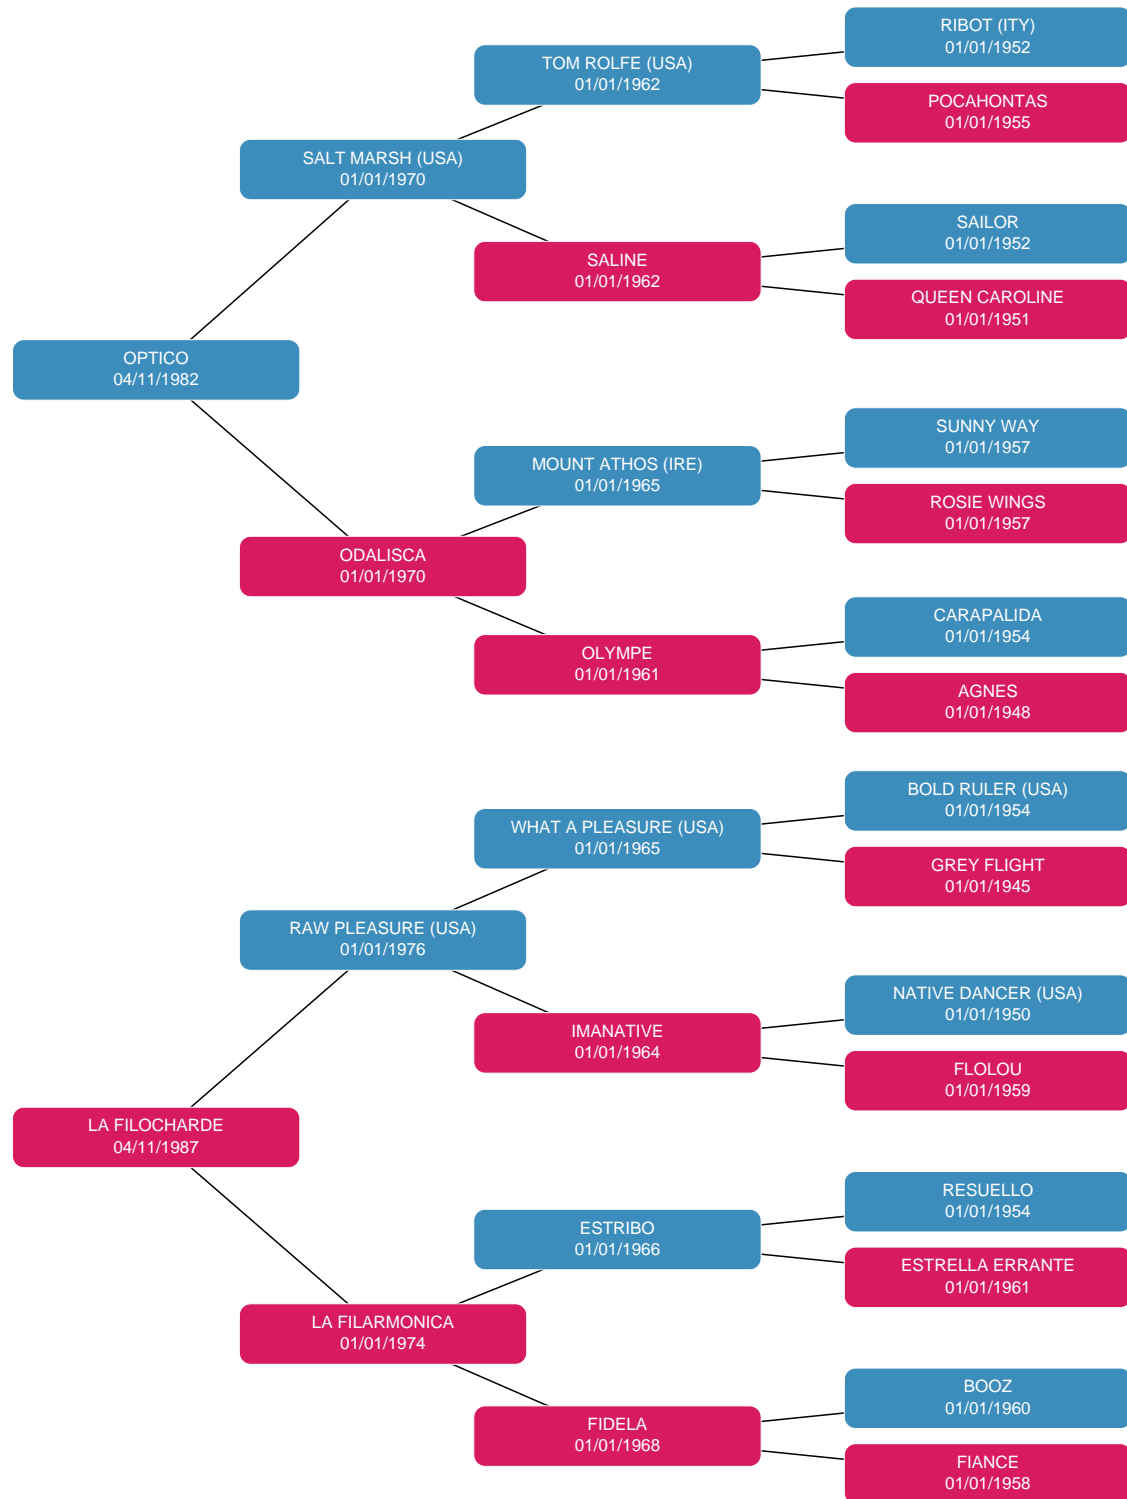 RIBOT (ITY)
01/01/1952
TOM ROLFE (USA)
01/01/1962
POCAHONTAS
01/01/1955
SALT MARSH (USA)
01/01/1970
SAILOR
01/01/1952
SALINE
01/01/1962
QUEEN CAROLINE
01/01/1951
OPTICO
04/11/1982
SUNNY WAY
01/01/1957
MOUNT ATHOS (IRE)
01/01/1965
ROSIE WINGS
01/01/1957
ODALISCA
01/01/1970
CARAPALIDA
01/01/1954
OLYMPE
01/01/1961
AGNES
01/01/1948
BOLD RULER (USA)
01/01/1954
WHAT A PLEASURE (USA)
01/01/1965
GREY FLIGHT
01/01/1945
RAW PLEASURE (USA)
01/01/1976
NATIVE DANCER (USA)
01/01/1950
IMANATIVE
01/01/1964
FLOLOU
01/01/1959
LA FILOCHARDE
04/11/1987
RESUELLO
01/01/1954
ESTRIBO
01/01/1966
ESTRELLA ERRANTE
01/01/1961
LA FILARMONICA
01/01/1974
BOOZ
01/01/1960
FIDELA
01/01/1968
FIANCE
01/01/1958